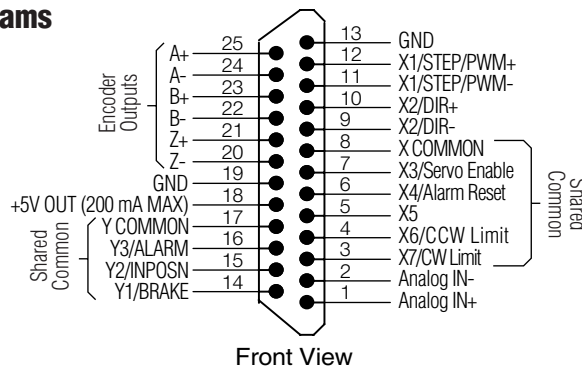 ams
A+ 25
A- 24
B+ 23
B- 22
Z+ 21
Z- 20
GND 19
+5V OUT (200 mA MAX) 18
Y COMMON 17
Y3/ALARM 16
Y2/INPOSN 15
Y1/BRAKE 14
Encoder
Outputs
Shared
Common
13 GND
12 X1/STEP/PWM+
11 X1/STEP/PWM-
10 X2/DIR+
9 X2/DIR-
8 X COMMON
7 X3/Servo Enable
6 X4/Alarm Reset
5 X5
4 X6/CCW Limit
3 X7/CW Limit
2 Analog IN-
1 Analog IN+
Shared
Common
Front View